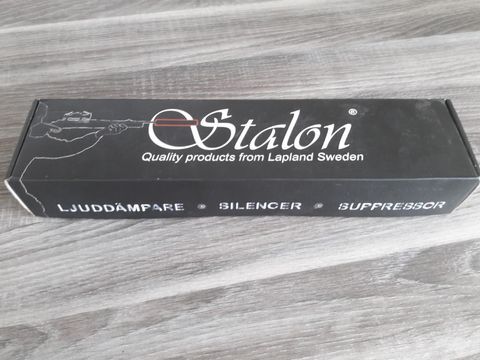 Stalon®
Quality products from Lapland Sweden
LJUDDÄMPARE • SILENCER • SUPPRESSOR